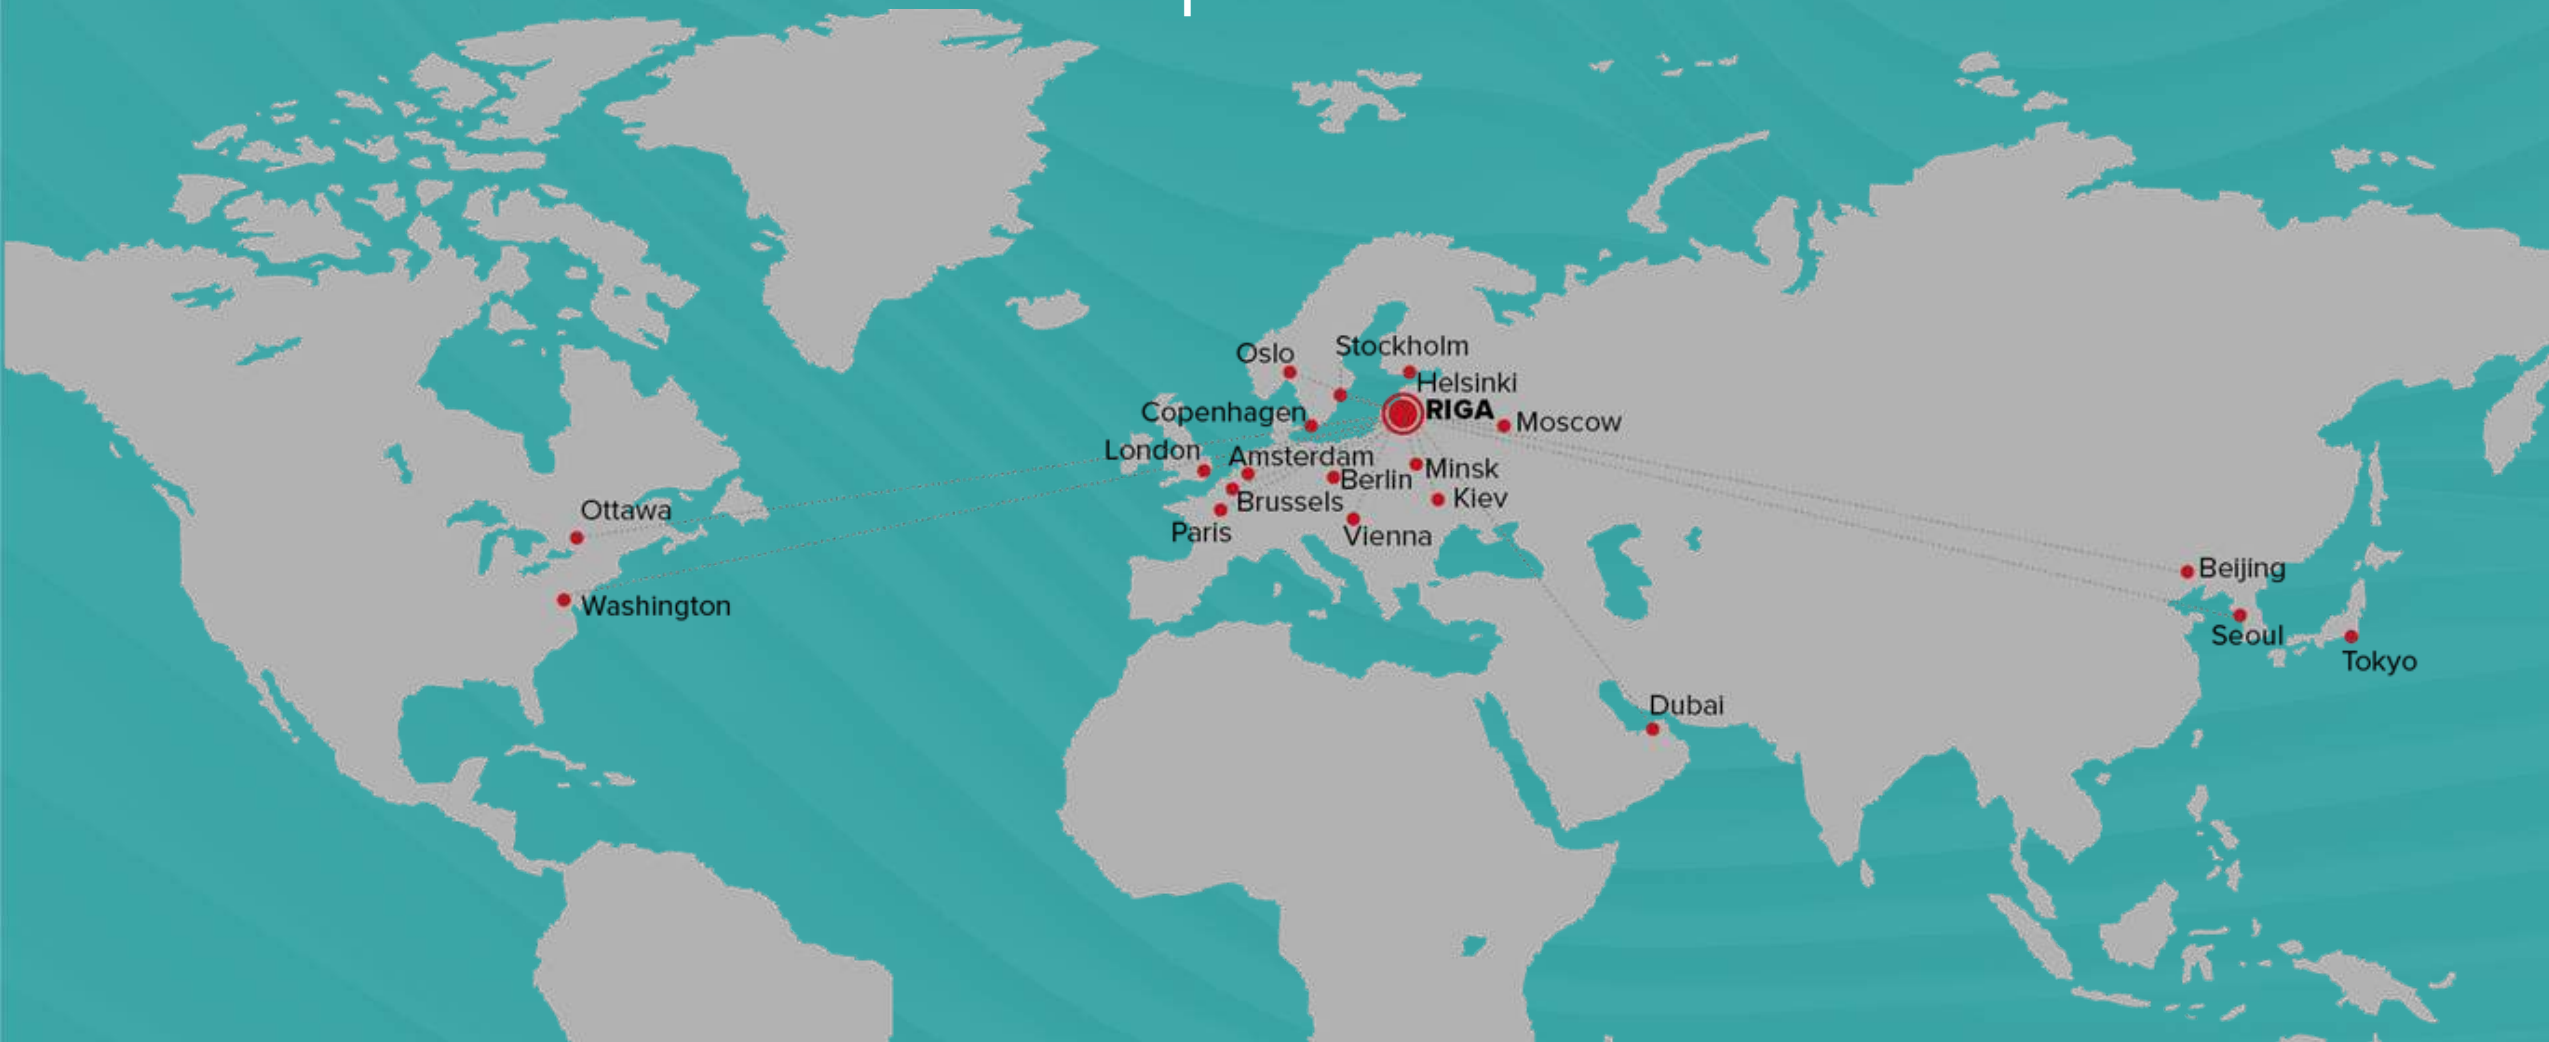 Stockholm
Oslo
Helsinki
RIGA
Copenhagen
Moscow
London
Amsterdam
Minsk
Berlin
Kiev
Brussels
Ottawa
Paris
Vienna
Beijing
Washington
Seoul
Tokyo
Dubai